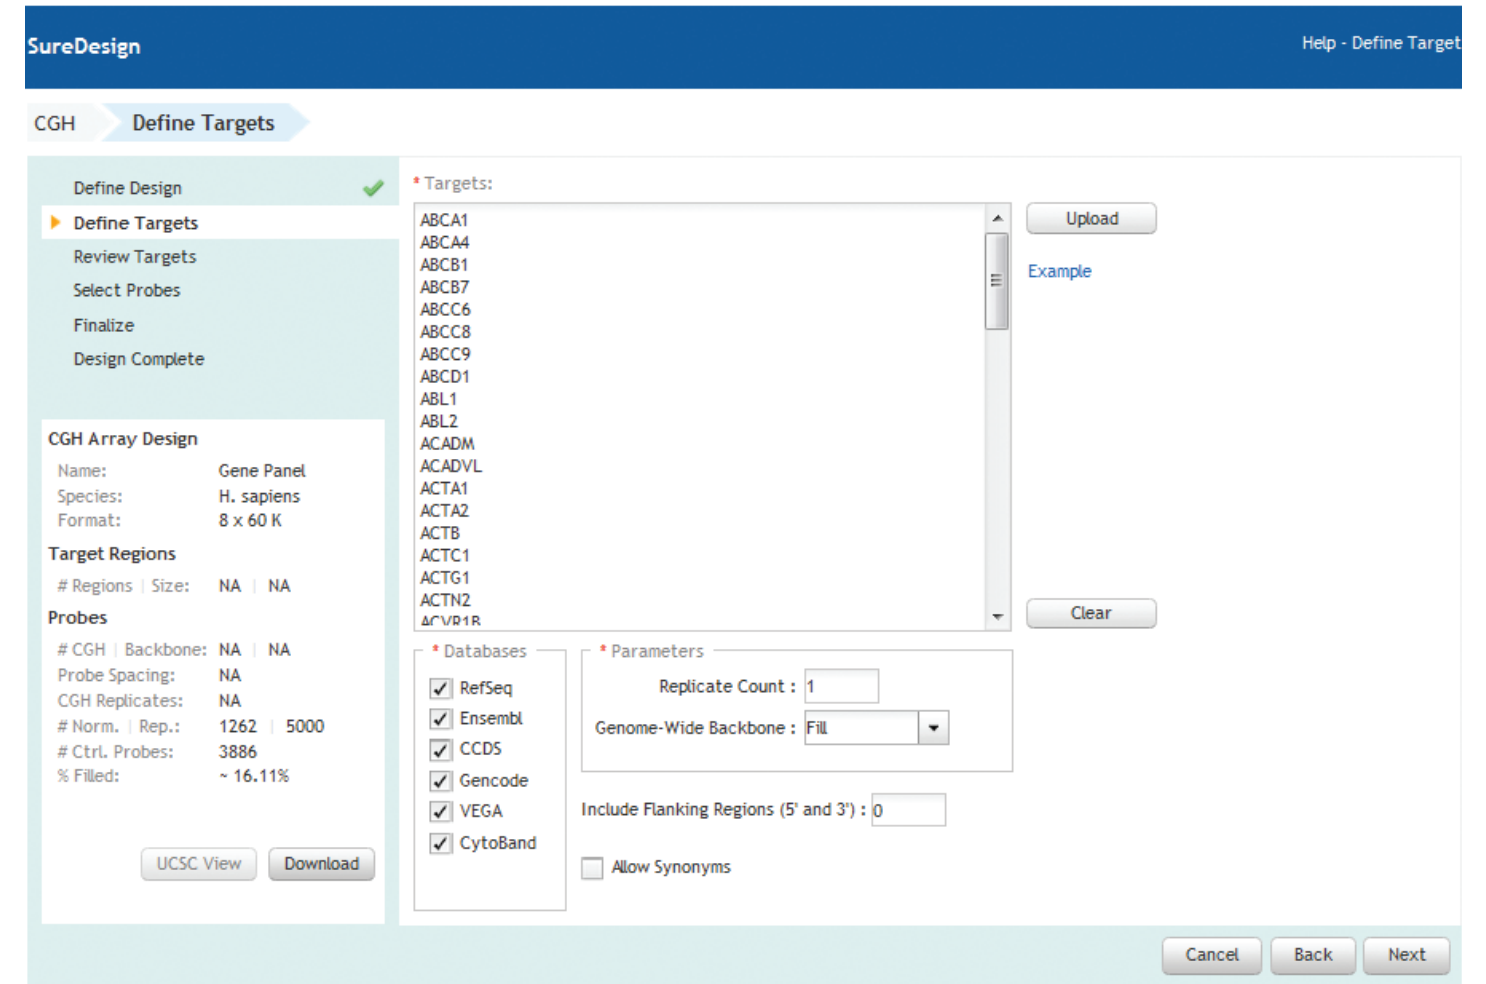 SureDesign
Help - Define Target
CGH Define Targets
Define Design
Define Targets
Review Targets
Select Probes
Finalize
Design Complete
CGH Array Design
Name: Gene Panel
Species: H. sapiens
Format: 8 x 60 K
Target Regions
# Regions | Size: NA | NA
Probes
# CGH | Backbone: NA | NA
Probe Spacing: NA
CGH Replicates: NA
# Norm. | Rep.: 1262 | 5000
# Ctrl. Probes: 3886
% Filled: ~ 16.11%
UCSC View Download
* Targets:
ABCA1
ABCA4
ABCB1
ABCB7
ABCC6
ABCC8
ABCC9
ABCD1
ABL1
ABL2
ACADM
ACADVL
ACTA1
ACTA2
ACTB
ACTC1
ACTG1
ACTN2
ACVR1B
Upload
Example
Clear
* Databases
RefSeq
Ensembl
CCDS
Gencode
VEGA
CytoBand
* Parameters
Replicate Count : 1
Genome-Wide Backbone : Fill
Include Flanking Regions (5' and 3') : 0
Allow Synonyms
Cancel Back Next